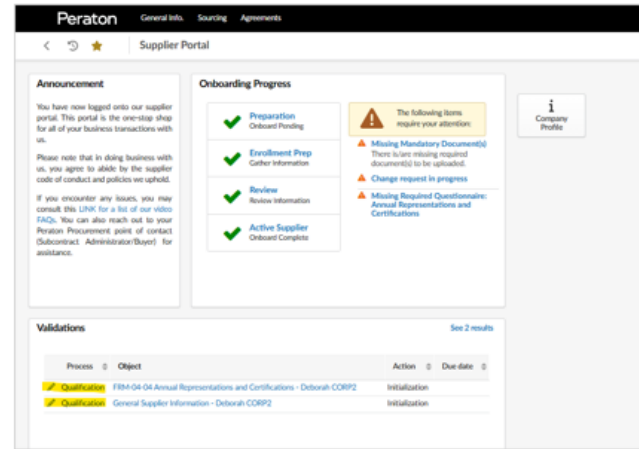 Peraton General Info. Sourcing Agreements
Supplier Portal
Announcement
You have now logged onto our supplier
portal. This portal is the one-stop shop
for all of your business transactions with
us.
Please note that in doing business with
us, you agree to abide by the supplier
code of conduct and policies we uphold.
If you encounter any issues, you may
consult this LINK for a list of our video
FAQs. You can also reach out to your
Peraton Procurement point of contact
(Subcontract Administrator/Buyer) for
assistance.
Onboarding Progress
Preparation
Onboard Pending
Enrollment Prep
Gather Information
Review
Review Information
Active Supplier
Onboard Complete
The following items
require your attention:
Missing Mandatory Document(s)
There is/are missing required
document(s) to be uploaded.
Change request in progress
Missing Required Questionnaire:
Annual Representations and
Certifications
i
Company
Profile
Validations
See 2 results
Process Object Action Due date
Qualification FRM-04-04 Annual Representations and Certifications - Deborah CORP2 Initialization
Qualification General Supplier Information - Deborah CORP2 Initialization